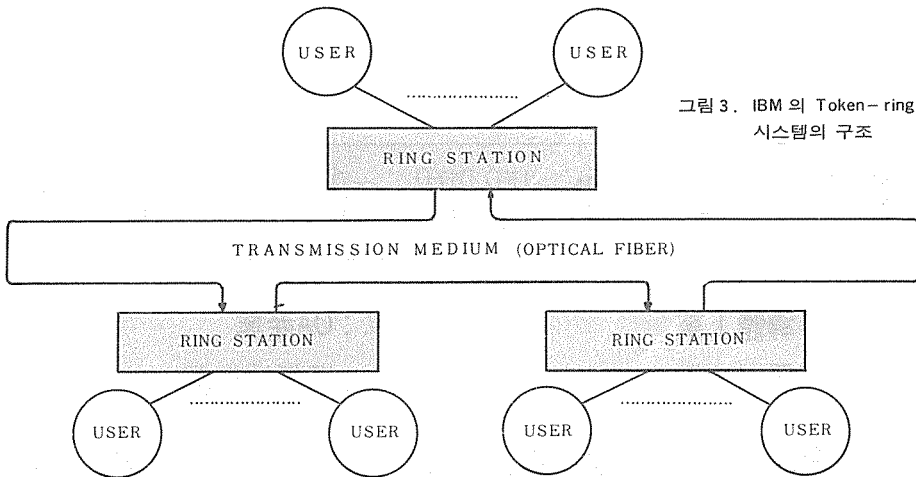 USER
USER
그림 3. IBM 의 Token-ring
시스템의 구조
RING STATION
TRANSMISSION MEDIUM (OPTICAL FIBER)
RING STATION
RING STATION
USER
USER
USER
USER